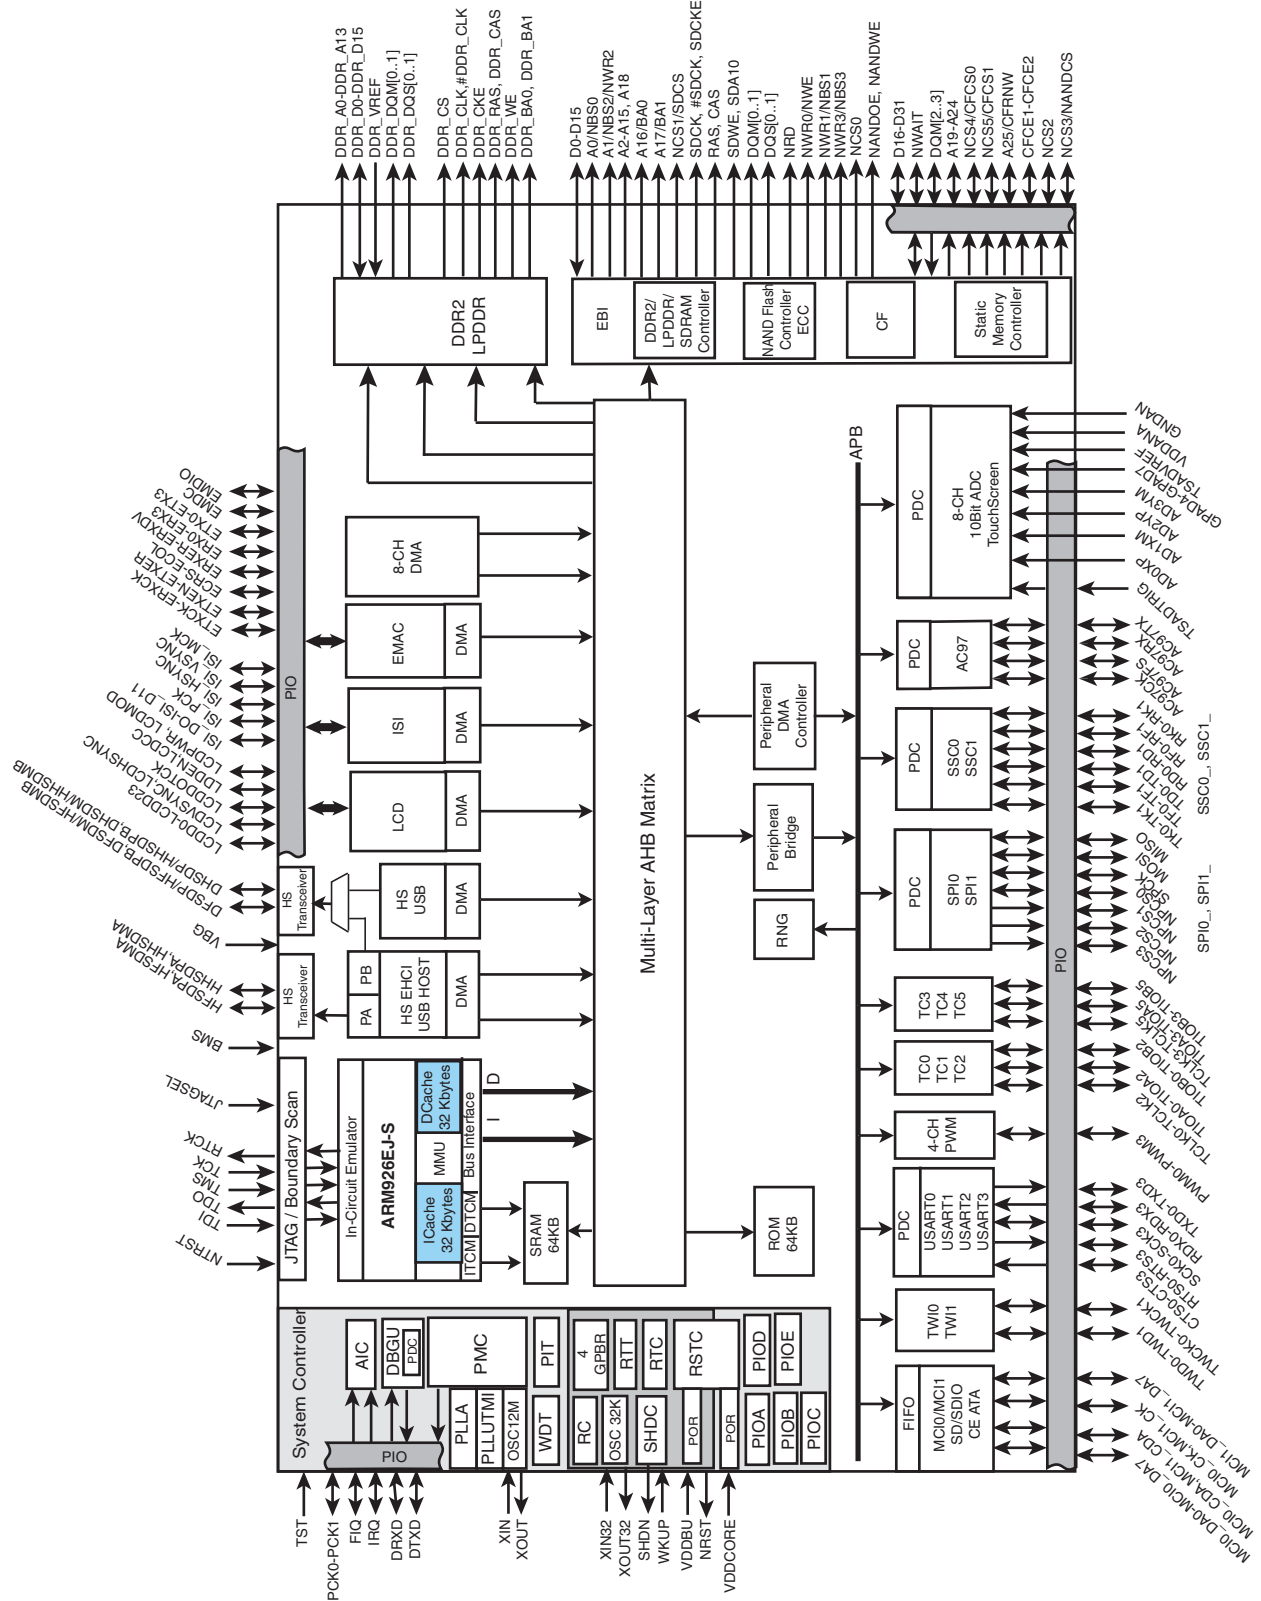 DDR_A0-DDR_A13
DDR_D0-DDR_D15
DDR_VREF
DDR_DQM[0..1]
DDR_DQS[0..1]
DDR_CS
DDR_CLK,#DDR_CLK
DDR_CKE
DDR_RAS, DDR_CAS
DDR_WE
DDR_BA0, DDR_BA1
D0-D15
A0/NBS0
A1/NBS2/NWR2
A2-A15, A18
A16/BA0
A17/BA1
NCS1/SDCS
SDCK, #SDCK, SDCKE
RAS, CAS
SDWE, SDA10
DQM[0..1]
DQS[0..1]
NRD
NWR0/NWE
NWR1/NBS1
NWR3/NBS3
NCS0
NANDOE, NANDWE
D16-D31
NWAIT
DQM[2..3]
A19-A24
NCS4/CFCS0
NCS5/CFCS1
A25/CFRNW
CFCE1-CFCE2
NCS2
NCS3/NANDCS
DDR2
LPDDR
EBI
DDR2/
LPDDR/
SDRAM
Controller
NAND Flash
Controller
ECC
CF
Static
Memory
Controller
EMDIO
EMDC
ETX0-ETX3
ERX0-ERX3
ERXER-ERXDV
ECRS-ECOL
ETXEN-ETXER
ETXCK-ERXCK
ISI_MCK
ISI_VSYNC
ISI_HSYNC
ISI_PCK
ISI_DO-ISI_D11
LCDPWR, LCDMOD
LDDEN,LCDCC
LCDDOTCK
LCDVSYNC,LCDHSYNC
LCDD0-LCDD23
DHSDP/HHSDPB,DHSDM/HHSDMB
DFSDP/HFSDPB,DFSDM/HFSDMB
VBG
HHSDPA,HHSDMA
HFSDPA,HFSDMA
BMS
JTAGSEL
RTCK
TCK
TMS
TDO
TDI
NTRST
PIO
8-CH
DMA
EMAC
DMA
ISI
DMA
LCD
DMA
HS
Transceiver
HS
USB
DMA
HS
Transceiver
PB
PA
HS EHCI
USB HOST
DMA
JTAG / Boundary Scan
In-Circuit Emulator
ARM926EJ-S
DCache
32 Kbytes
MMU
ICache
32 Kbytes
Bus Interface
ITCM
DTCM
D
I
SRAM
64KB
Multi-Layer AHB Matrix
Peripheral
DMA
Controller
Peripheral
Bridge
RNG
ROM
64KB
APB
PDC
8-CH
10Bit ADC
TouchScreen
PDC
AC97
PDC
SSC0
SSC1
PDC
SPI0
SPI1
TC3
TC4
TC5
TC0
TC1
TC2
4-CH
PWM
PDC
USART0
USART1
USART2
USART3
TWI0
TWI1
FIFO
MCI0/MCI1
SD/SDIO
CE ATA
PIO
GNDAN
VDDANA
TSADVREF
GPAD4-GPAD7
AD3YM
AD2YP
AD1XM
AD0XP
TSADTRIG
AC97TX
AC97RX
AC97FS
AC97CK
RK0-RK1
RF0-RF1
RD0-RD1
TD0-TD1
TF0-TF1
TK0-TK1
SSC0_, SSC1_
MISO
MOSI
SPCK
NPCS0
NPCS1
NPCS2
NPCS3
SPI0_, SPI1_
TIOB3-TIOB5
TIOA3-TIOA5
TCLK3-TCLK5
TIOB0-TIOB2
TIOA0-TIOA2
TCLK0-TCLK2
PWM0-PWM3
TXD0-TXD3
RDX0-RDX3
SCK0-SCK3
RTS0-RTS3
CTS0-CTS3
TWCK0-TWCK1
TWD0-TWD1
MCI1_DA0-MCI1_DA7
MCI0_CK,MCI1_CK
MCI0_CDA,MCI1_CDA
MCI0_DA0-MCI0_DA7
System Controller
AIC
DBGU
PDC
PMC
PIO
PLLA
PLLUTMI
OSC12M
PIT
WDT
4
GPBR
RTT
RTC
RSTC
RC
OSC 32K
SHDC
POR
POR
PIOD
PIOE
PIOA
PIOB
PIOC
TST
PCK0-PCK1
FIQ
IRQ
DRXD
DTXD
XIN
XOUT
XIN32
XOUT32
SHDN
WKUP
VDDBU
NRST
VDDCORE